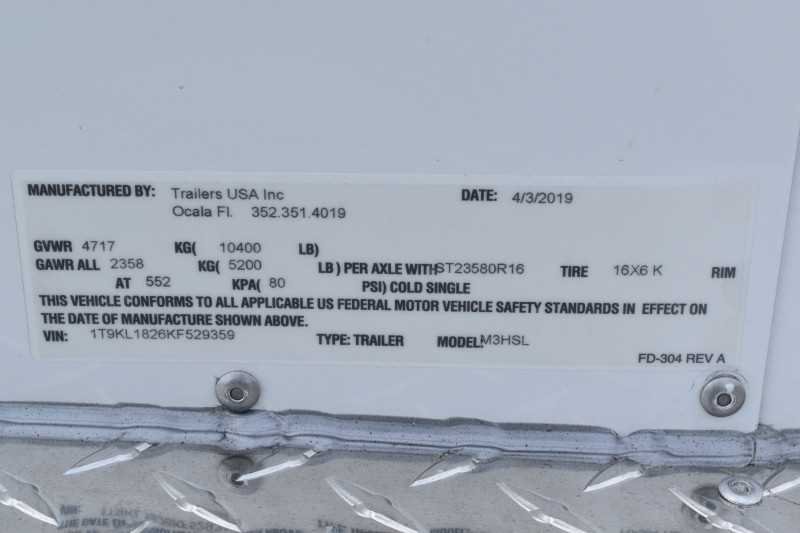 MANUFACTURED BY: Trailers USA Inc DATE: 4/3/2019
Ocala Fl. 352.351.4019
GVWR 4717 KG( 10400 LB)
GAWR ALL 2358 KG( 5200 LB ) PER AXLE WITH ST23580R16 TIRE 16X6 K RIM
AT 552 KPA( 80 PSI) COLD SINGLE
THIS VEHICLE CONFORMS TO ALL APPLICABLE US FEDERAL MOTOR VEHICLE SAFETY STANDARDS IN EFFECT ON
THE DATE OF MANUFACTURE SHOWN ABOVE.
VIN: 1T9KL1826KF529359 TYPE: TRAILER MODEL: M3HSL
FD-304 REV A